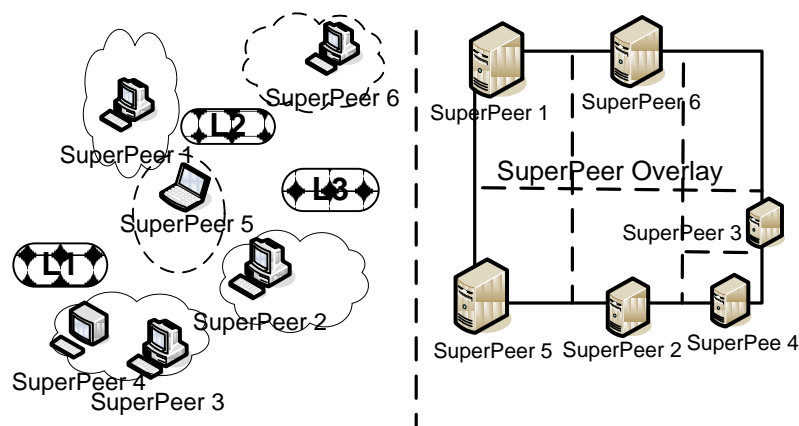 SuperPeer 6
SuperPeer 1
L2
L3
SuperPeer 5
L1
SuperPeer 2
SuperPeer 4
SuperPeer 3
SuperPeer 1
SuperPeer 6
SuperPeer Overlay
SuperPeer 3
SuperPeer 5
SuperPeer 2
SuperPee 4